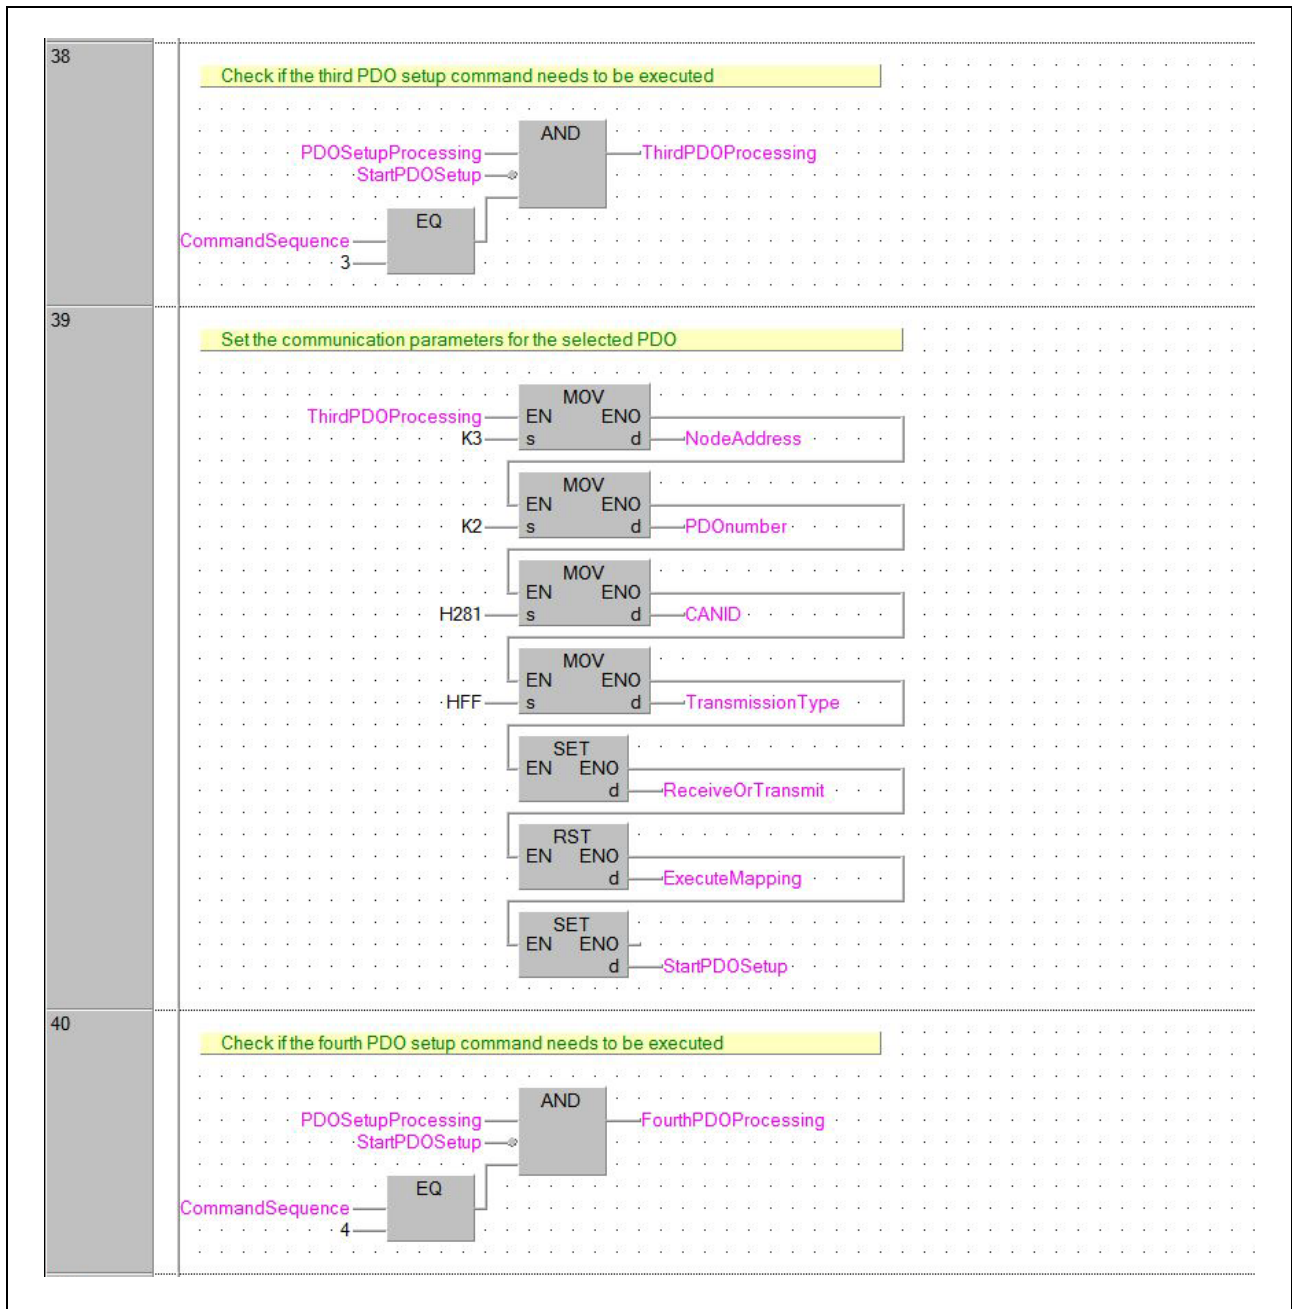 38
Check if the third PDO setup command needs to be executed
AND
PDOSetupProcessing
ThirdPDOProcessing
StartPDOSetup
EQ
CommandSequence
3
39
Set the communication parameters for the selected PDO
MOV
ThirdPDOProcessing EN ENO
K3 s d NodeAddress
MOV
EN ENO
K2 s d PDOnumber
MOV
EN ENO
H281 s d CANID
MOV
EN ENO
HFF s d TransmissionType
SET
EN ENO
d ReceiveOrTransmit
RST
EN ENO
d ExecuteMapping
SET
EN ENO
d StartPDOSetup
40
Check if the fourth PDO setup command needs to be executed
AND
PDOSetupProcessing
FourthPDOProcessing
StartPDOSetup
EQ
CommandSequence
4